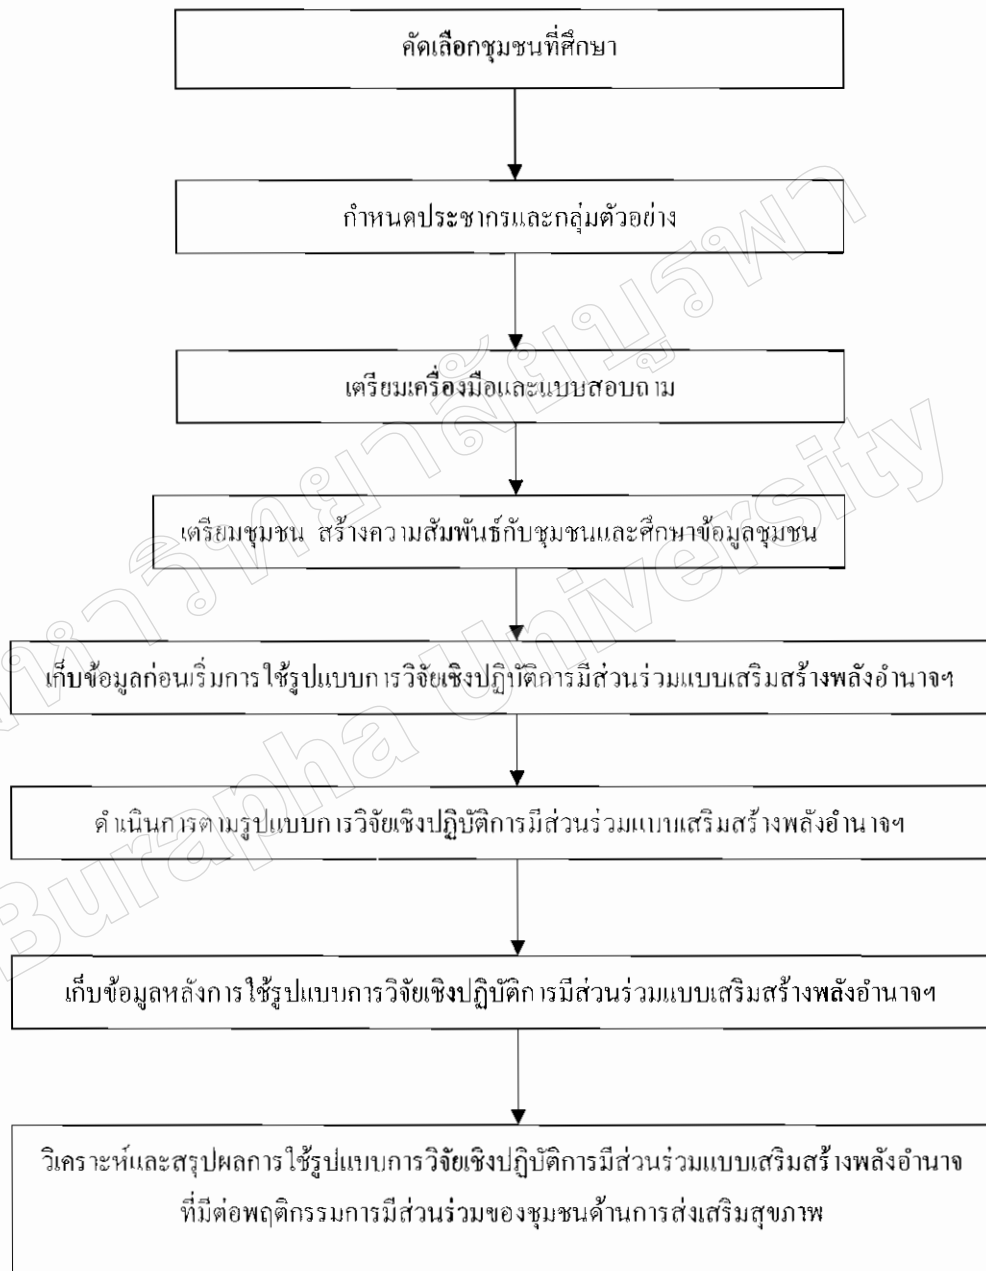 คัดเลือกชุมชนที่ศึกษา
กำหนดประชากรและกลุ่มตัวอย่าง
เตรียมเครื่องมือและแบบสอบถาม
เตรียมชุมชน สร้างความสัมพันธ์กับชุมชนและศึกษาข้อมูลชุมชน
เก็บข้อมูลก่อนเริ่มการใช้รูปแบบการวิจัยเชิงปฏิบัติการมีส่วนร่วมแบบเสริมสร้างพลังอำนาจฯ
ดำเนินการตามรูปแบบการวิจัยเชิงปฏิบัติการมีส่วนร่วมแบบเสริมสร้างพลังอำนาจฯ
เก็บข้อมูลหลังการใช้รูปแบบการวิจัยเชิงปฏิบัติการมีส่วนร่วมแบบเสริมสร้างพลังอำนาจฯ
วิเคราะห์และสรุปผลการใช้รูปแบบการวิจัยเชิงปฏิบัติการมีส่วนร่วมแบบเสริมสร้างพลังอำนาจ
ที่มีต่อพฤติกรรมการมีส่วนร่วมของชุมชนด้านการส่งเสริมสุขภาพ
มหาวิทยาลัยบูรพา
Burapha University